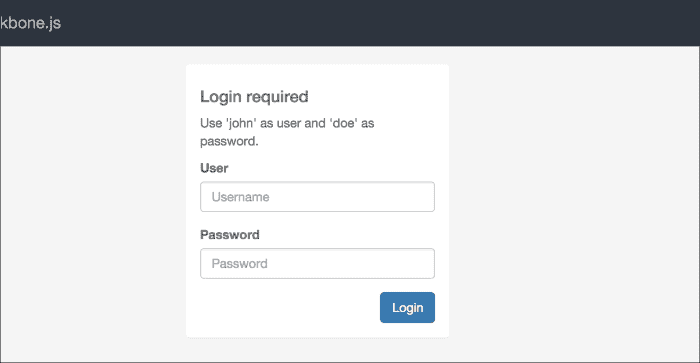 kbone.js
Login required
Use 'john' as user and 'doe' as
password.
User
Username
Password
Password
Login